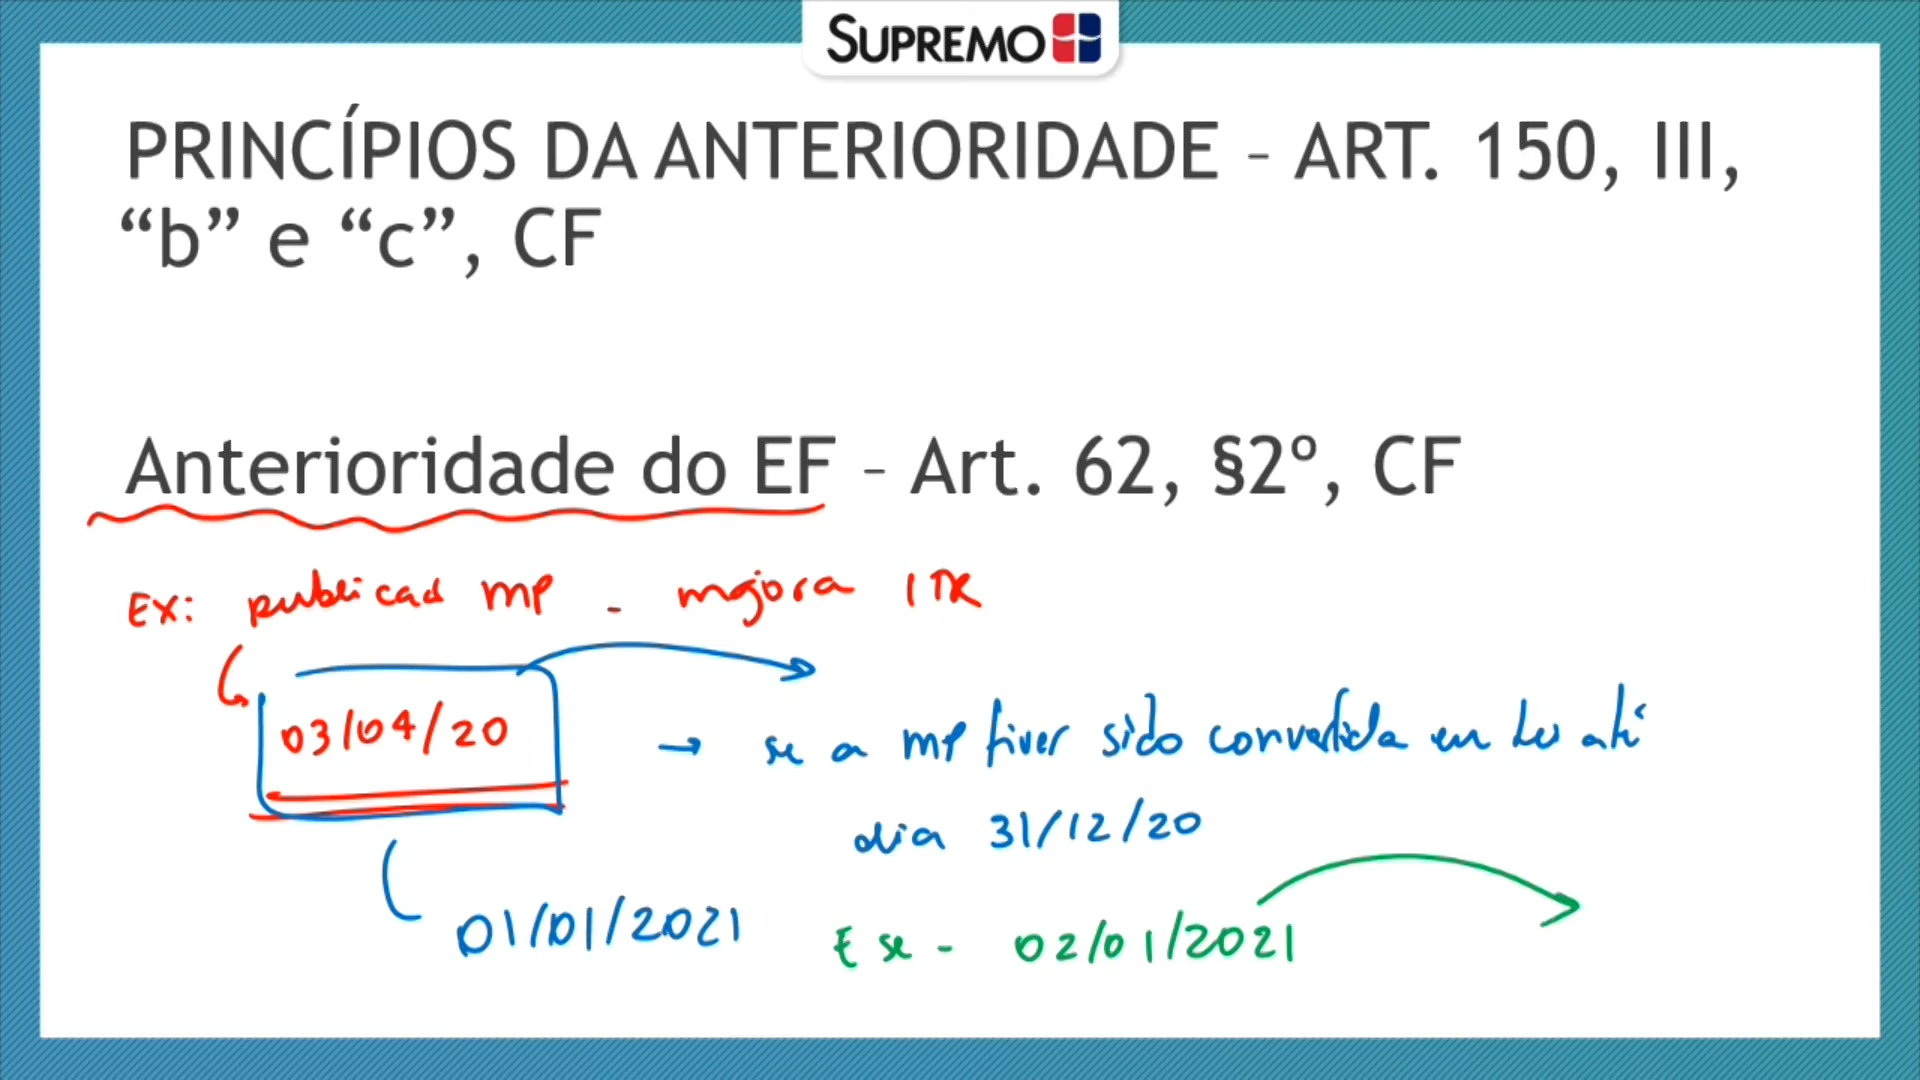 SUPREMO
PRINCÍPIOS DA ANTERIORIDADE – ART. 150, III,
“b” e “c”, CF
Anterioridade do EF – Art. 62, §2º, CF
EX: publicad MP - majora ITR
03/04/20 → se a MP tiver sido convertida em Lei até
dia 31/12/20
01/01/2021 E se - 02/01/2021